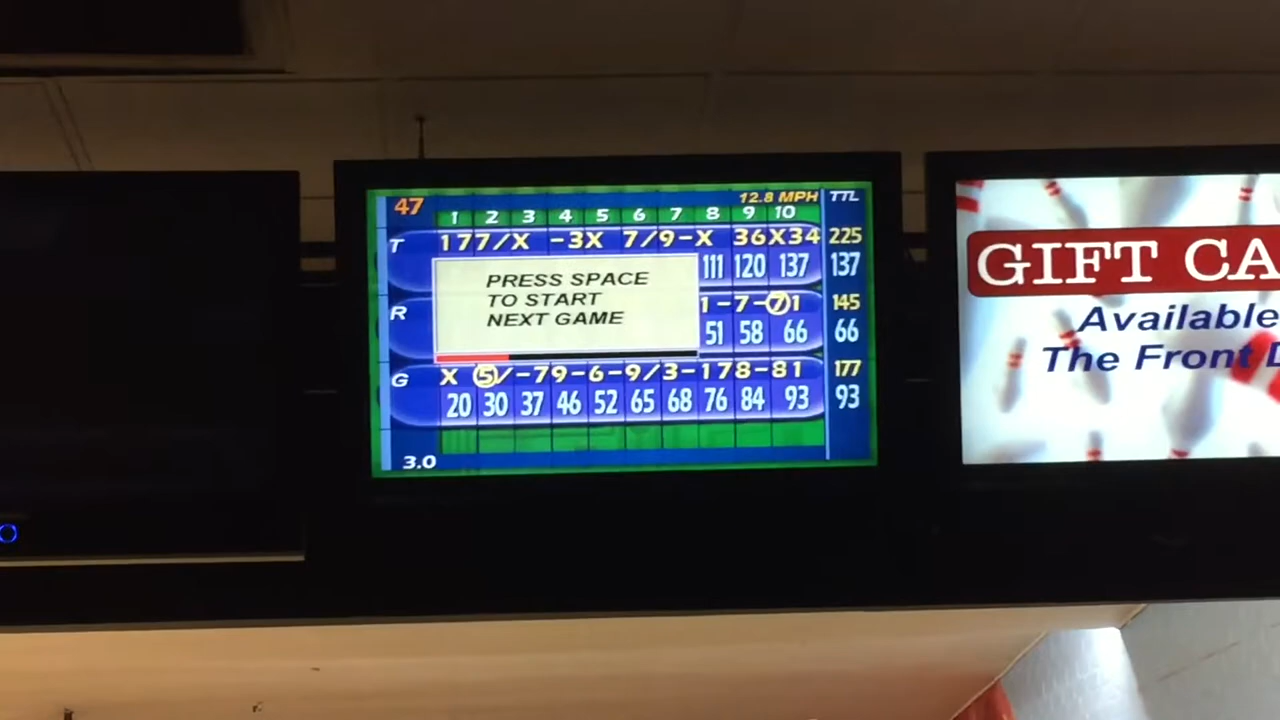 47 12.8 MPH TTL
1 2 3 4 5 6 7 8 9 10
T 177/X -3X 7/9-X 36X34 225
111 120 137 137
PRESS SPACE
TO START
NEXT GAME
R 1-7-71 145
51 58 66 66
G X 5/-79-6-9/3-178-81 177
20 30 37 46 52 65 68 76 84 93 93
3.0
GIFT CA
Available
The Front D